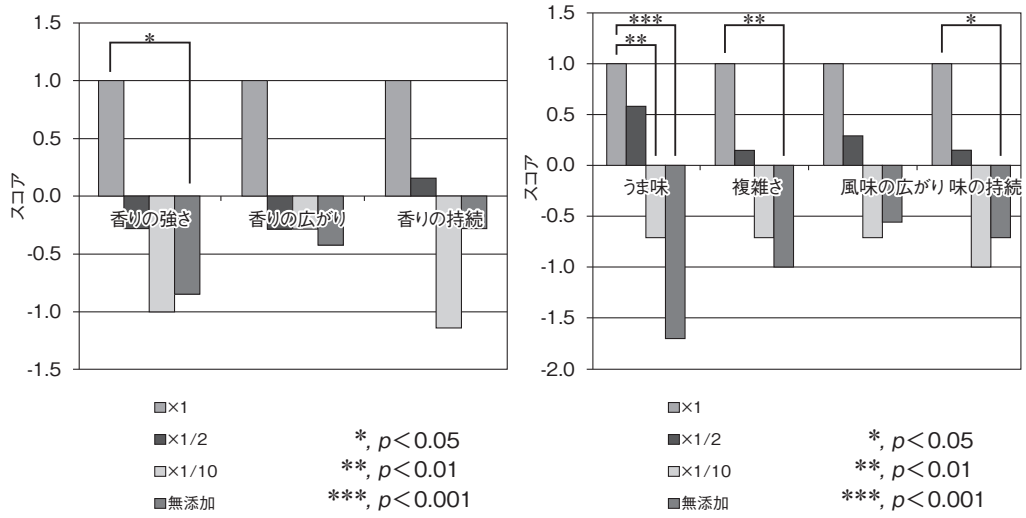 1.5
1.0
0.5
0.0
-0.5
-1.0
-1.5
スコア
*
香りの強さ 香りの広がり 香りの持続
■×1
■×1/2
■×1/10
■無添加
*, p<0.05
**, p<0.01
***, p<0.001
1.5
1.0
0.5
0.0
-0.5
-1.0
-1.5
-2.0
スコア
***
**
**
*
うま味 複雑さ 風味の広がり 味の持続
■×1
■×1/2
■×1/10
■無添加
*, p<0.05
**, p<0.01
***, p<0.001